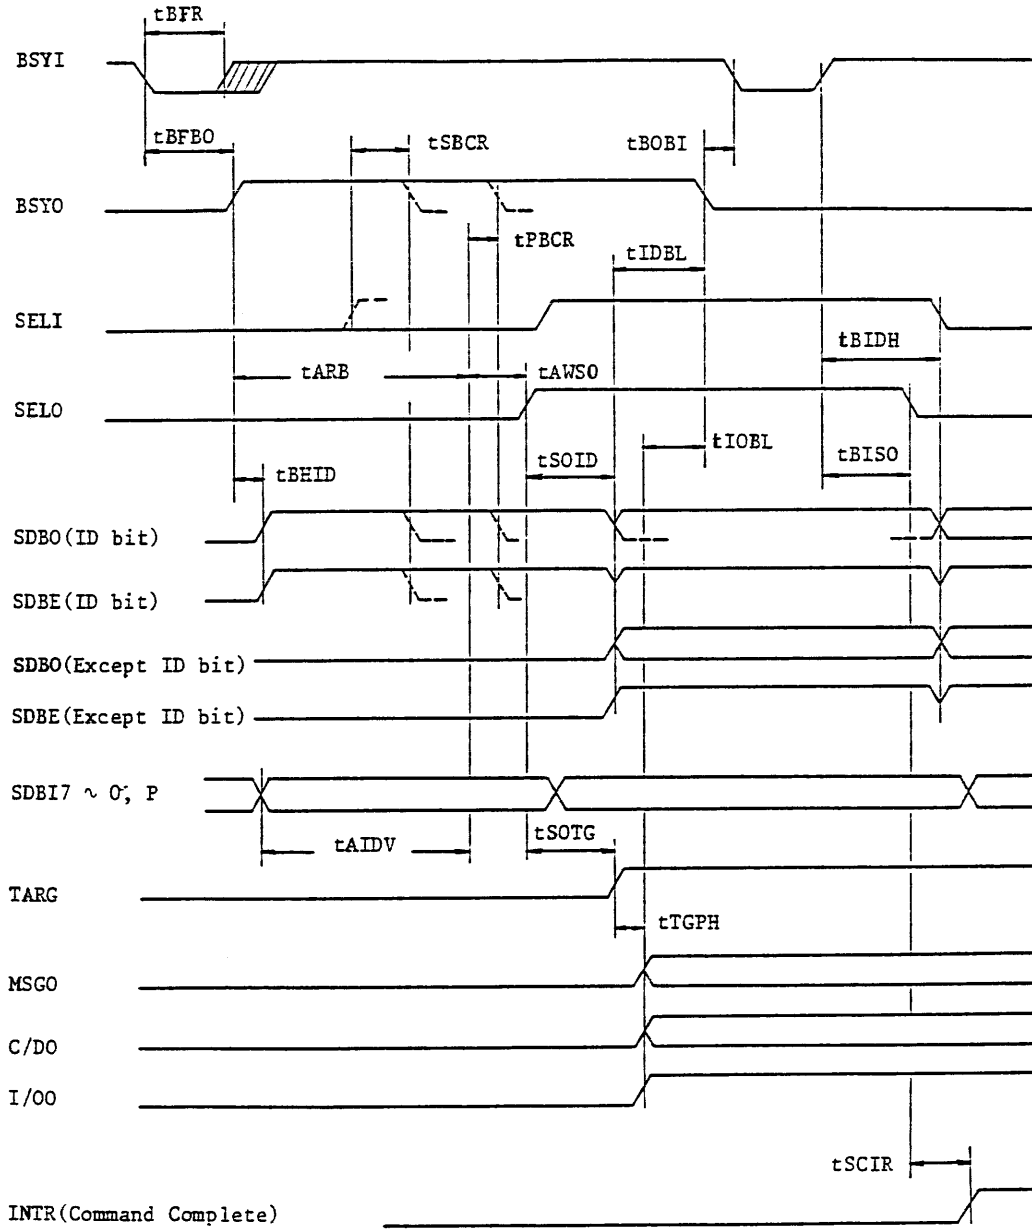 tBFR
BSYI
tBFBO
tSBCR
tBOBI
BSYO
tPBCR
tIDBL
SELI
tBIDH
tARB
tAWSO
SELO
tIOBL
tSOID
tBISO
tBHID
SDBO(ID bit)
SDBE(ID bit)
SDBO(Except ID bit)
SDBE(Except ID bit)
SDBI7 ~ 0, P
tSOTG
tAIDV
TARG
tTGPH
MSGO
C/DO
I/OO
tSCIR
INTR(Command Complete)